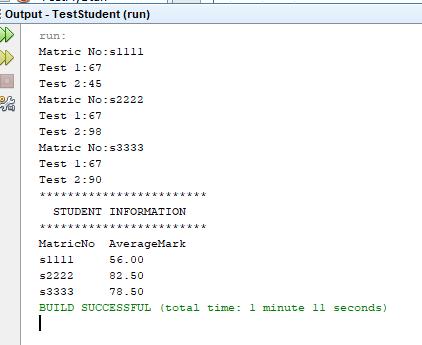 Output - TestStudent (run)
run:
Matric No:s1111
Test 1:67
Test 2:45
Matric No:s2222
Test 1:67
Test 2:98
Matric No:s3333
Test 1:67
Test 2:90
************************
  STUDENT INFORMATION
************************
MatricNo  AverageMark
s1111     56.00
s2222     82.50
s3333     78.50
BUILD SUCCESSFUL (total time: 1 minute 11 seconds)